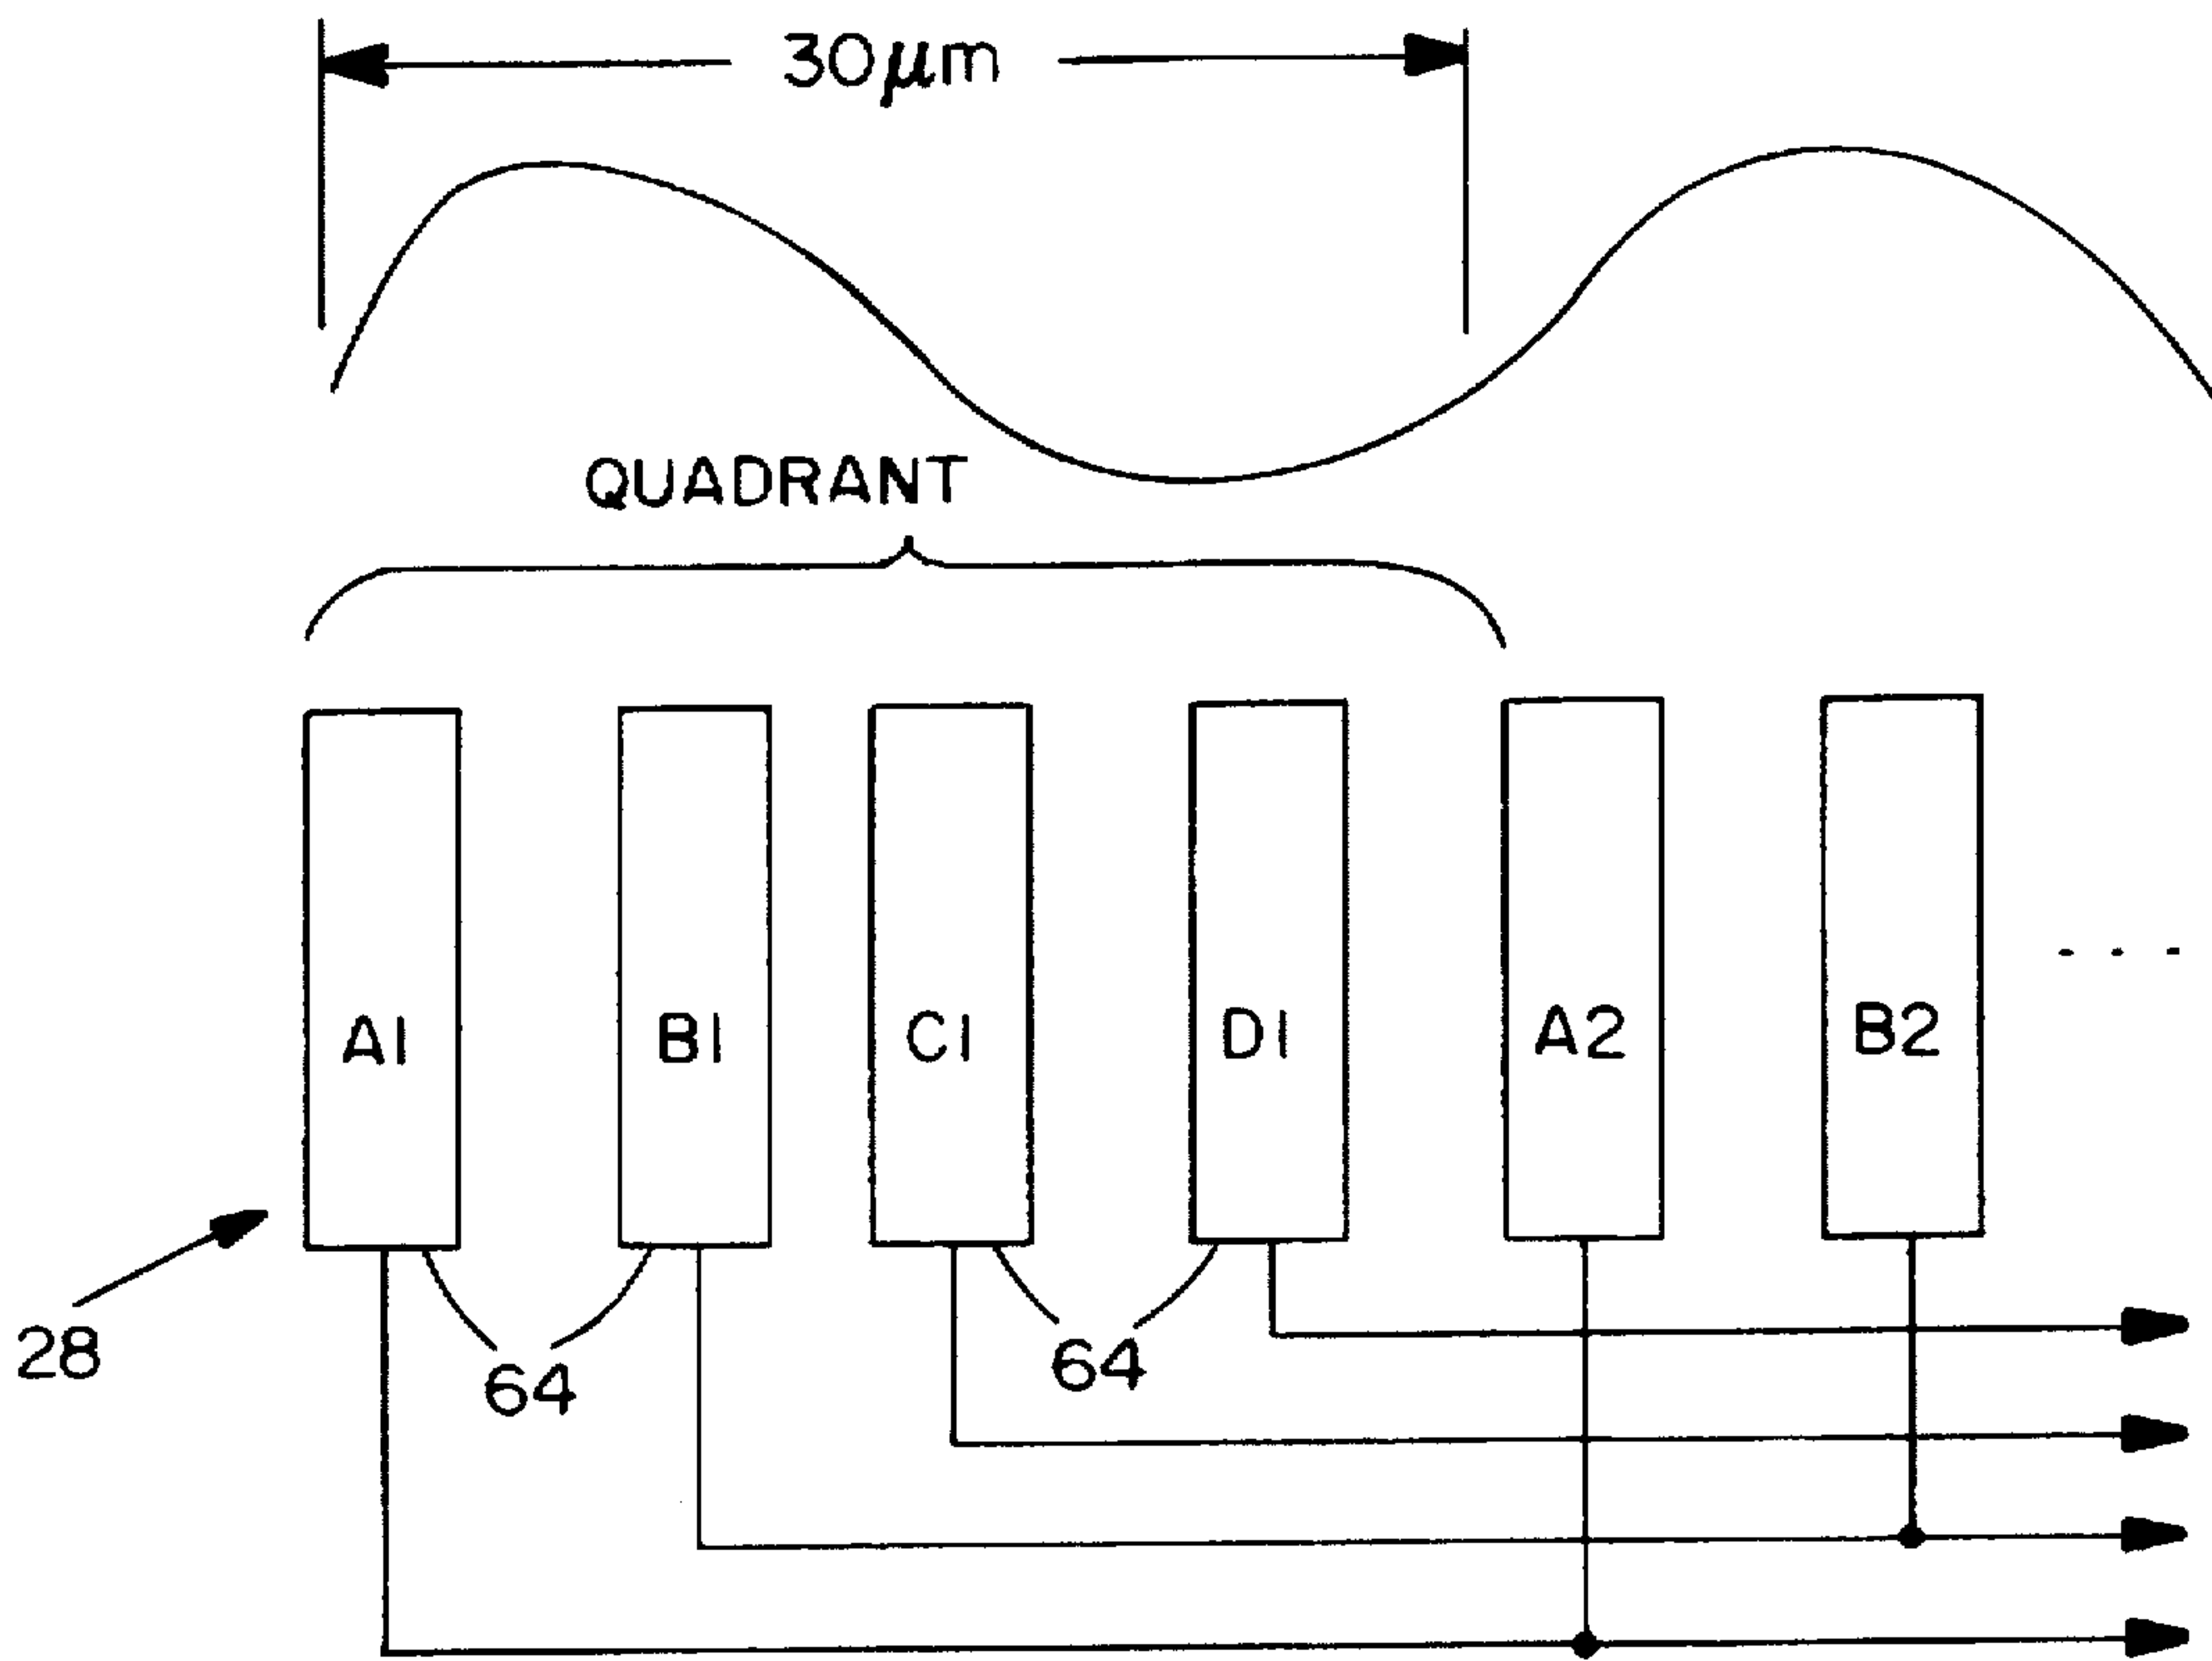 30μm
QUADRANT
A1 B1 C1 D1 A2 B2 . . .
28
64 64